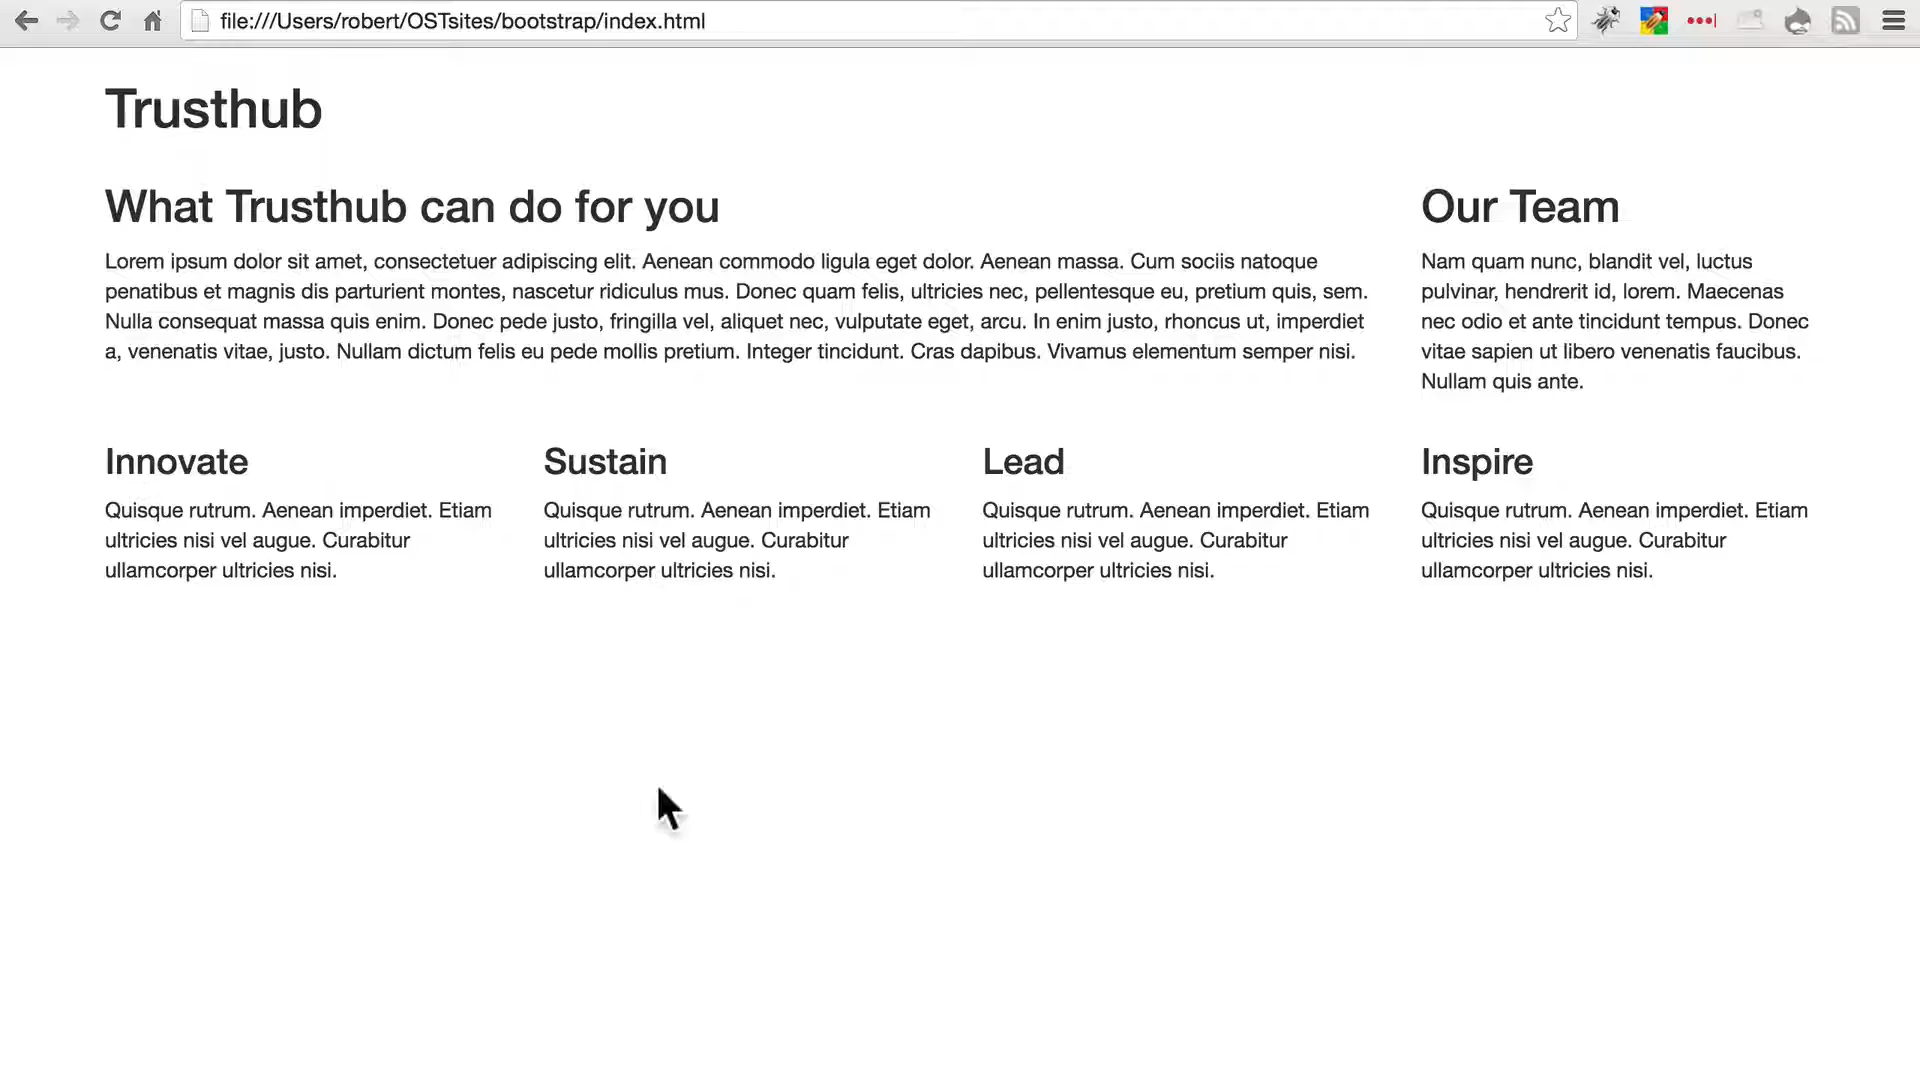 file:///Users/robert/OSTsites/bootstrap/index.html
Trusthub
What Trusthub can do for you
Lorem ipsum dolor sit amet, consectetuer adipiscing elit. Aenean commodo ligula eget dolor. Aenean massa. Cum sociis natoque
penatibus et magnis dis parturient montes, nascetur ridiculus mus. Donec quam felis, ultricies nec, pellentesque eu, pretium quis, sem.
Nulla consequat massa quis enim. Donec pede justo, fringilla vel, aliquet nec, vulputate eget, arcu. In enim justo, rhoncus ut, imperdiet
a, venenatis vitae, justo. Nullam dictum felis eu pede mollis pretium. Integer tincidunt. Cras dapibus. Vivamus elementum semper nisi.
Our Team
Nam quam nunc, blandit vel, luctus
pulvinar, hendrerit id, lorem. Maecenas
nec odio et ante tincidunt tempus. Donec
vitae sapien ut libero venenatis faucibus.
Nullam quis ante.
Innovate
Quisque rutrum. Aenean imperdiet. Etiam
ultricies nisi vel augue. Curabitur
ullamcorper ultricies nisi.
Sustain
Quisque rutrum. Aenean imperdiet. Etiam
ultricies nisi vel augue. Curabitur
ullamcorper ultricies nisi.
Lead
Quisque rutrum. Aenean imperdiet. Etiam
ultricies nisi vel augue. Curabitur
ullamcorper ultricies nisi.
Inspire
Quisque rutrum. Aenean imperdiet. Etiam
ultricies nisi vel augue. Curabitur
ullamcorper ultricies nisi.